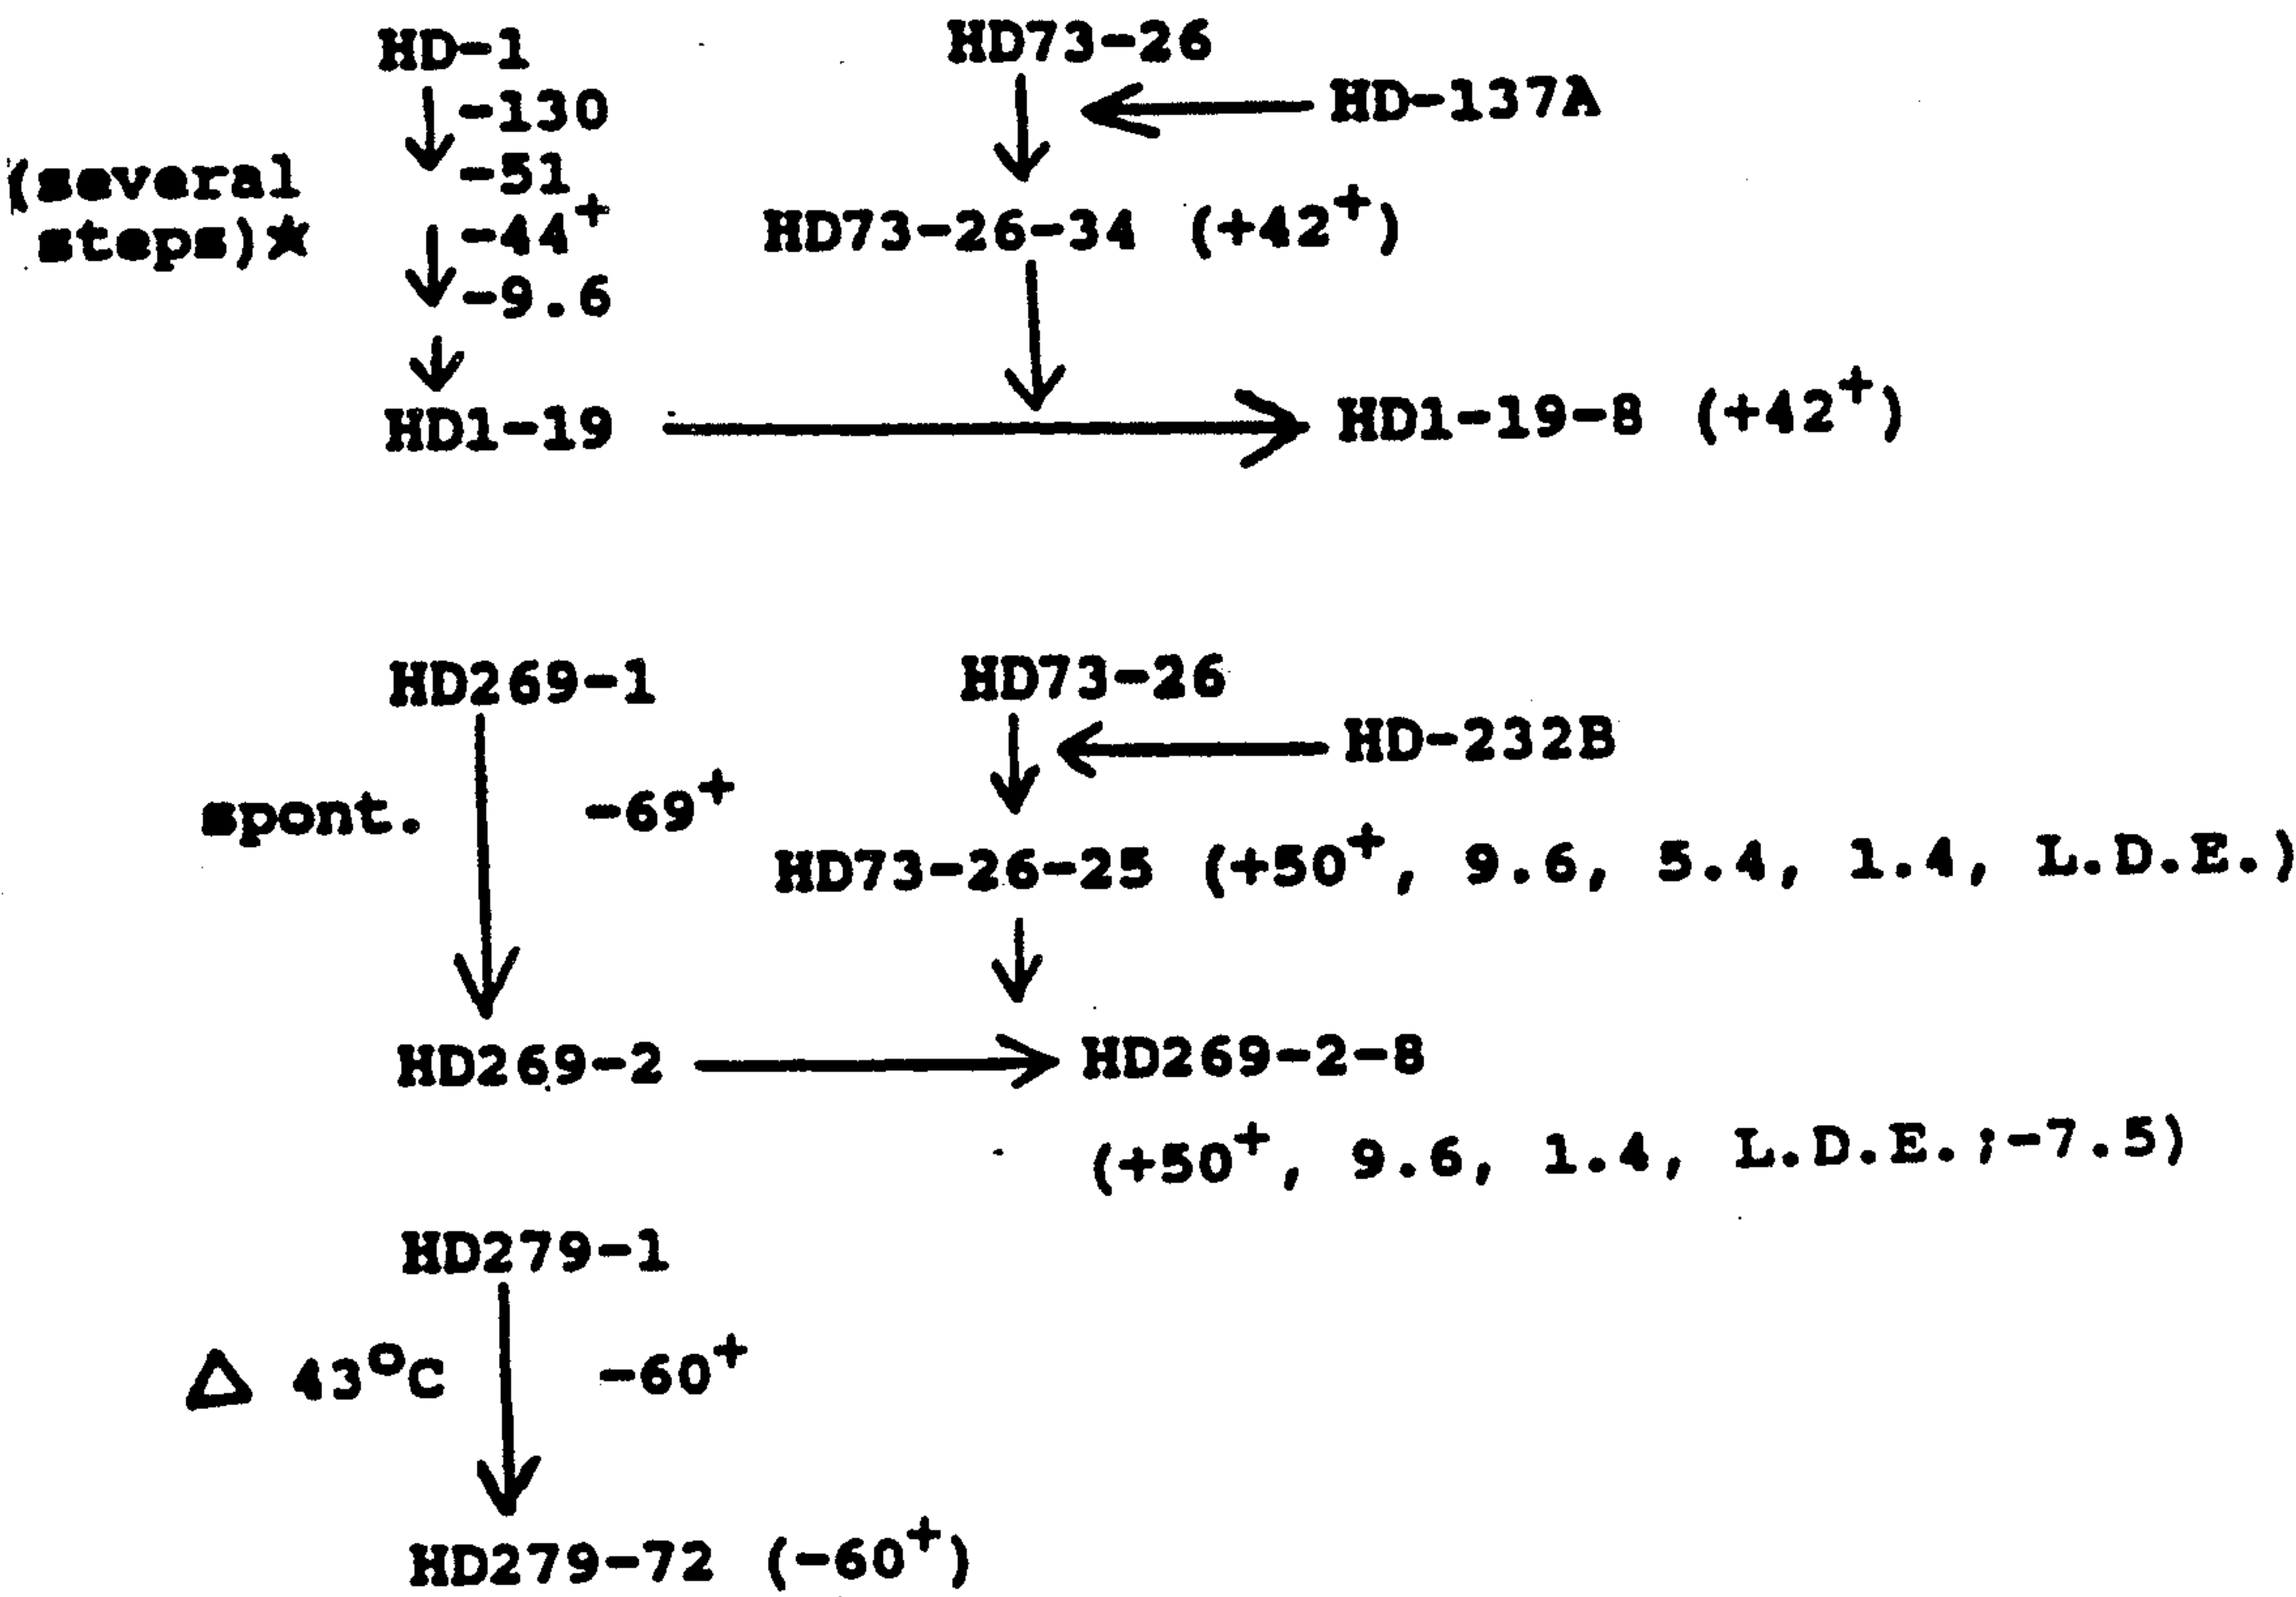 HD-1
-130
(several
steps)*
-51
-44+
-9.6
HD73-26
HD-137A
HD73-26-34 (+42+)
HD1-19
HD1-19-8 (+42+)
HD269-1
spont.
-69+
HD73-26
HD-232B
HD73-26-25 (+50+, 9.6, 5.4, 1.4, L.D.E.)
HD269-2
HD269-2-8
(+50+, 9.6, 1.4, L.D.E.;-7.5)
HD279-1
Δ 43°C
-60+
HD279-72 (-60+)